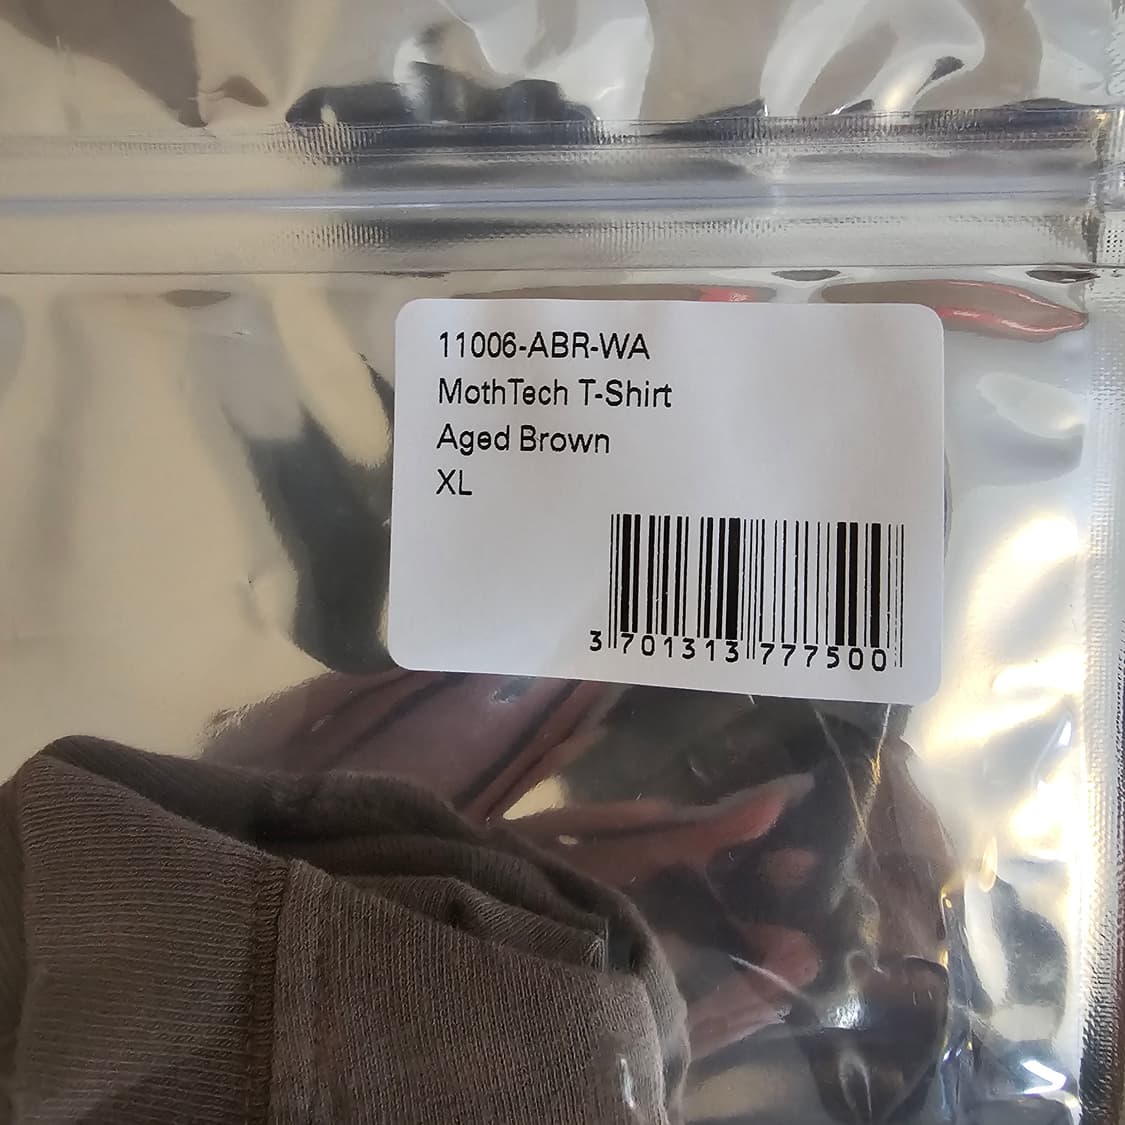 11006-ABR-WA
MothTech T-Shirt
Aged Brown
XL
3 701313 777500